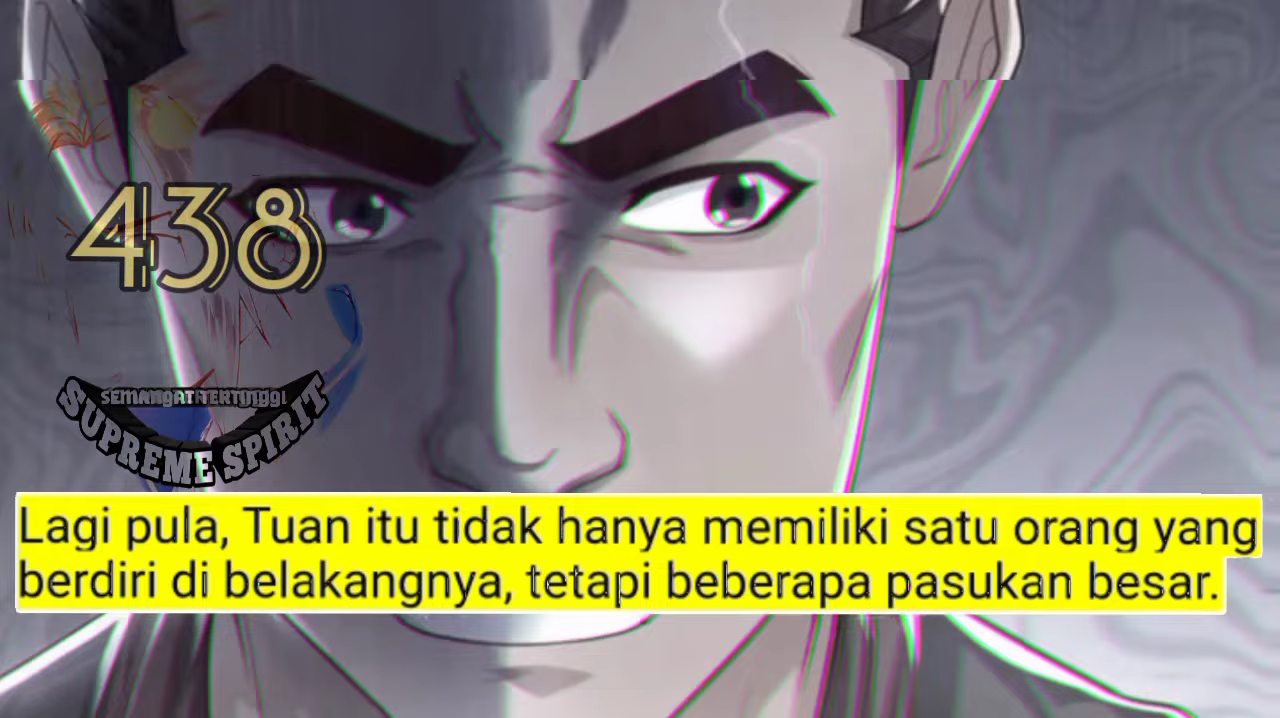 438
SEMANGAT TERTINGGI
SUPREME SPIRIT
Lagi pula, Tuan itu tidak hanya memiliki satu orang yang
berdiri di belakangnya, tetapi beberapa pasukan besar.